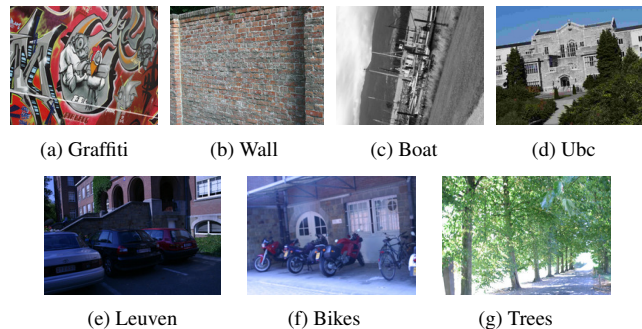 (a) Graffiti
(b) Wall
(c) Boat
(d) Ubc
(e) Leuven
(f) Bikes
(g) Trees